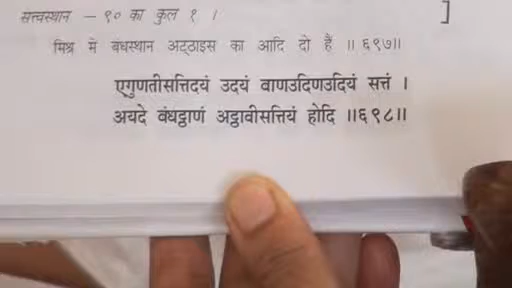 सत्त्वस्थान – ९० का कुल १ ।
]
मिश्र में बंधस्थान अट्ठाइस का आदि दो हैं ॥ ६९७॥
एगुणतीसत्तिदयं उदयं वाणउदिणउदियं सत्तं ।
अयदे बंधट्ठाणं अट्ठावीसत्तियं होदि ॥६९८॥